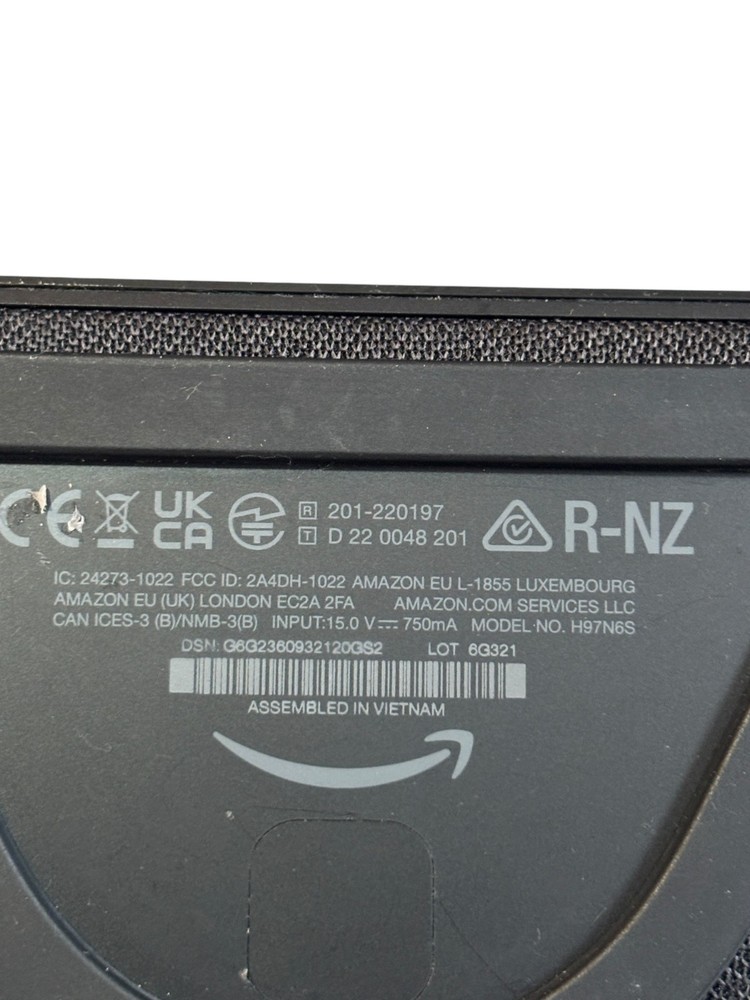 CE UK CA R 201-220197 R-NZ
T D 22 0048 201
IC: 24273-1022 FCC ID: 2A4DH-1022 AMAZON EU L-1855 LUXEMBOURG
AMAZON EU (UK) LONDON EC2A 2FA AMAZON.COM SERVICES LLC
CAN ICES-3 (B)/NMB-3(B) INPUT:15.0 V⎓ 750mA MODEL NO. H97N6S
DSN: G6G2360932120GS2 LOT 6G321
ASSEMBLED IN VIETNAM